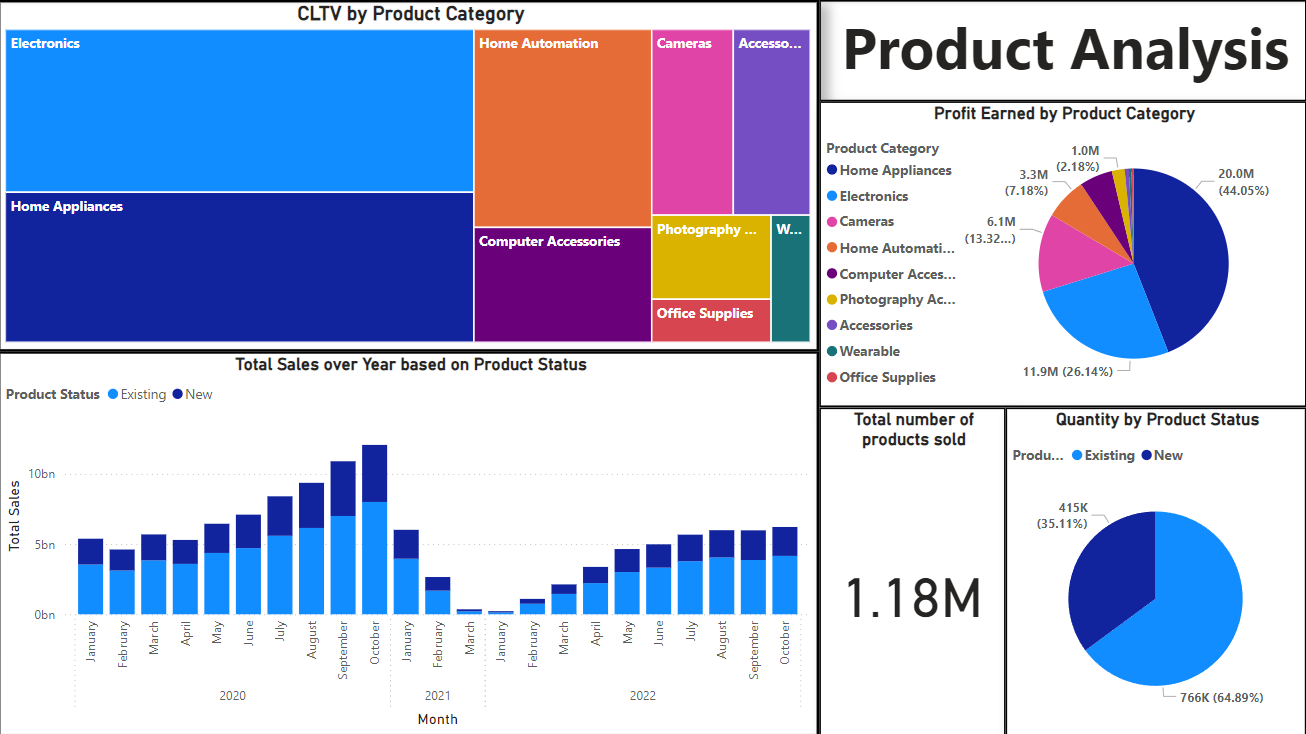 CLTV by Product Category
Electronics
Home Automation
Cameras
Accesso...
Home Appliances
Computer Accessories
Photography ...
W...
Office Supplies
Product Analysis
Profit Earned by Product Category
Product Category
Home Appliances
Electronics
Cameras
Home Automati...
Computer Acces...
Photography Ac...
Accessories
Wearable
Office Supplies
1.0M
(2.18%)
3.3M
(7.18%)
6.1M
(13.32...)
20.0M
(44.05%)
11.9M (26.14%)
Total Sales over Year based on Product Status
Product Status Existing New
Total Sales
10bn
5bn
0bn
January
February
March
April
May
June
July
August
September
October
January
February
March
January
February
March
April
May
June
July
August
September
October
2020
2021
2022
Month
Total number of
products sold
1.18M
Quantity by Product Status
Produ... Existing New
415K
(35.11%)
766K (64.89%)